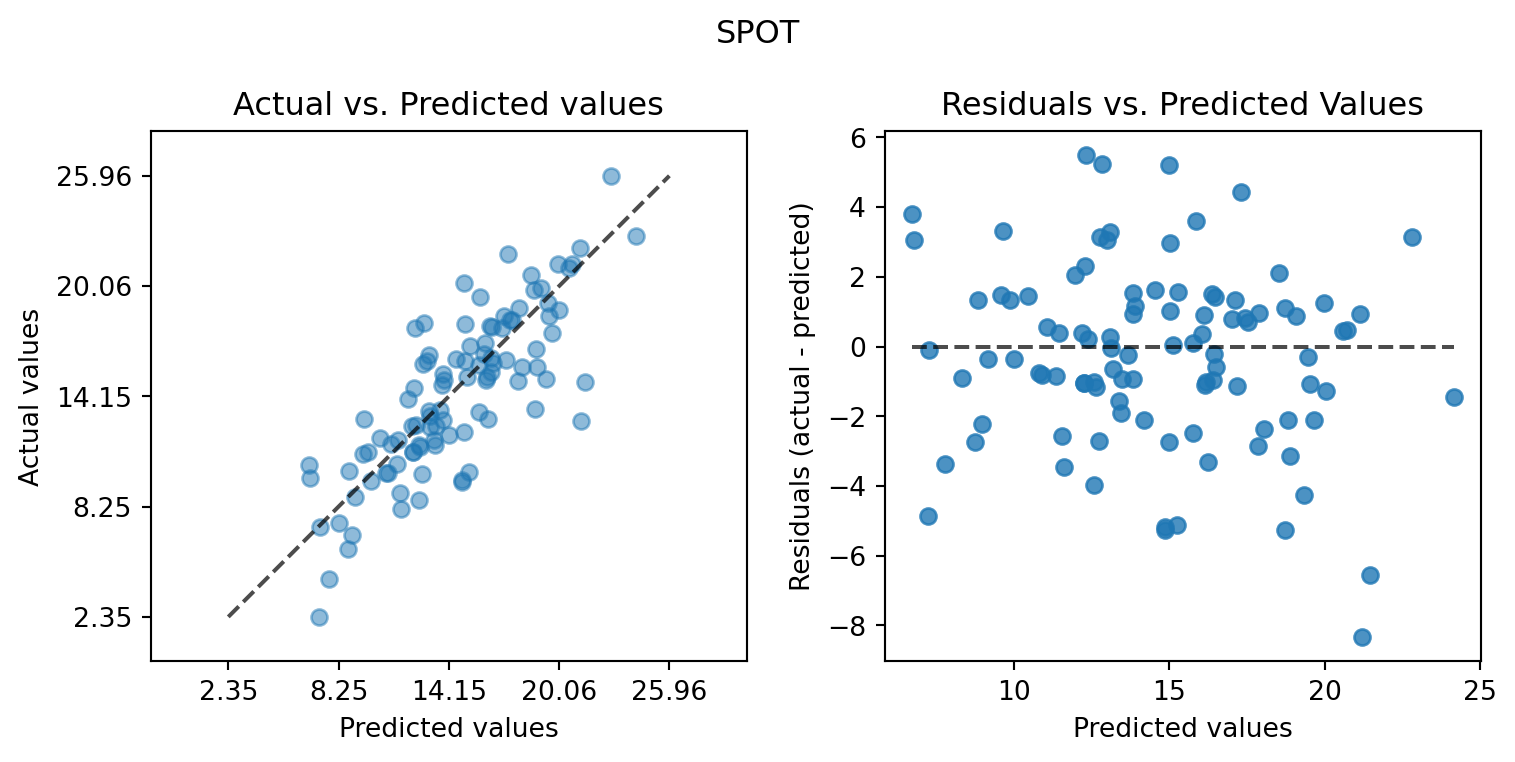 SPOT
Actual vs. Predicted values
Actual values
25.96
20.06
14.15
8.25
2.35
2.35 8.25 14.15 20.06 25.96
Predicted values
Residuals vs. Predicted Values
Residuals (actual - predicted)
6
4
2
0
−2
−4
−6
−8
10 15 20 25
Predicted values